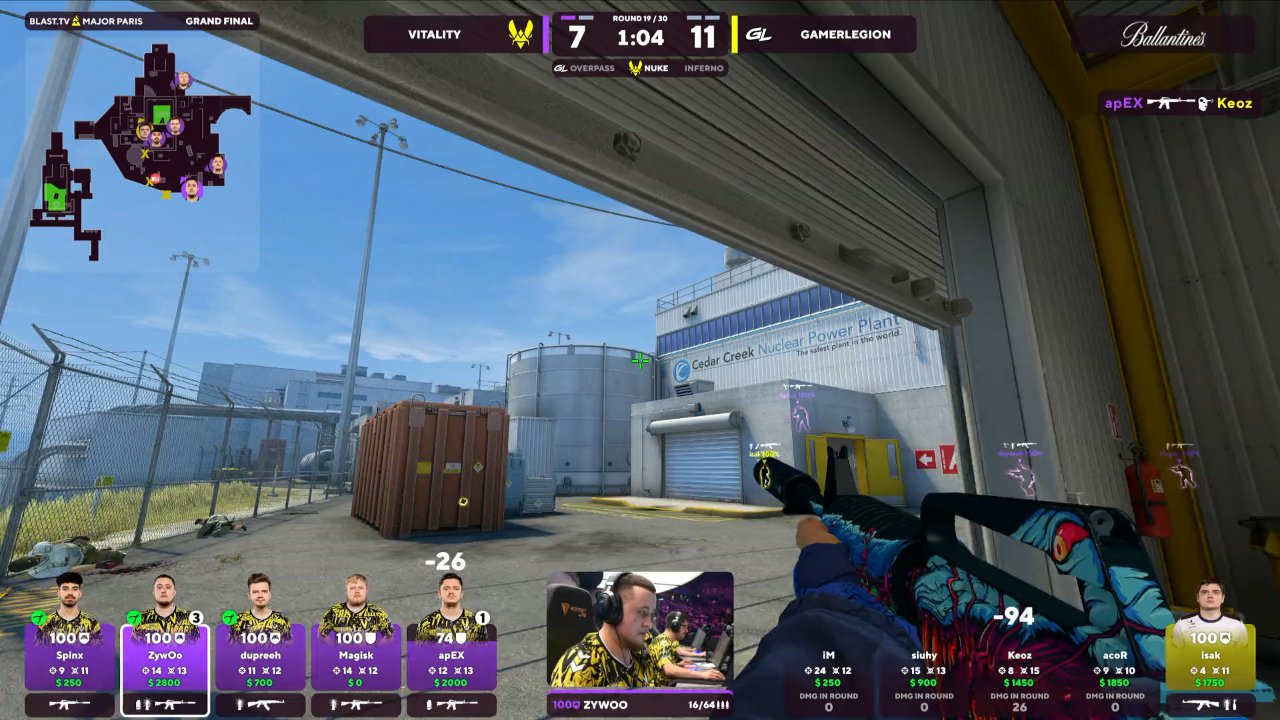 BLAST.TV MAJOR PARIS GRAND FINAL
VITALITY 7 ROUND 19 / 30 11 GL GAMERLEGION
1:04
GL OVERPASS NUKE INFERNO
Ballantine's
apEX Keoz
A
B
Cedar Creek Nuclear Power Plant
The safest plant in the world.
-26
-94
3 1
100 100 100 100 74 100
Spinx ZywOo dupreeh Magisk apEX iM siuhy Keoz acoR isak
9 11 14 13 11 12 14 12 12 13 24 12 15 13 8 15 9 10 4 11
$ 250 $ 2800 $ 700 $ 0 $ 2000 $ 250 $ 900 $ 1450 $ 1850 $ 1750
DMG IN ROUND DMG IN ROUND DMG IN ROUND DMG IN ROUND
0 0 26 0
100 ZYWOO 16/64